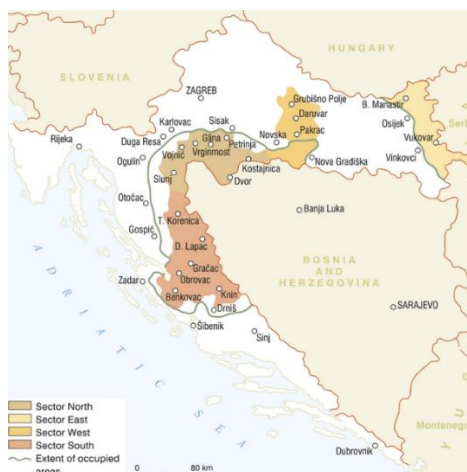 HUNGARY
SLOVENIA
ZAGREB
Grubišno Polje
B. Manastir
Daruvar
Serb
Karlovac
Sisak
Osijek
Rijeka
Duga Resa
Glina
Petrinja
Novska
Pakrac
Vukovar
Vojnić
Vrginmost
Ogulin
Kostajnica
Nova Gradiška
Vinkovci
Slunj
Dvor
Otočac
T. Korenica
Banja Luka
Gospić
D. Lapac
BOSNIA
AND
HERZEGOVINA
Gračac
Zadar
Obrovac
Benkovac
Knin
SARAJEVO
Drniš
Šibenik
Sinj
ADRIATIC SEA
Sector North
Sector East
Sector West
Sector South
Montenegro
Y U
Extent of occupied
areas
0 80 km
Dubrovnik